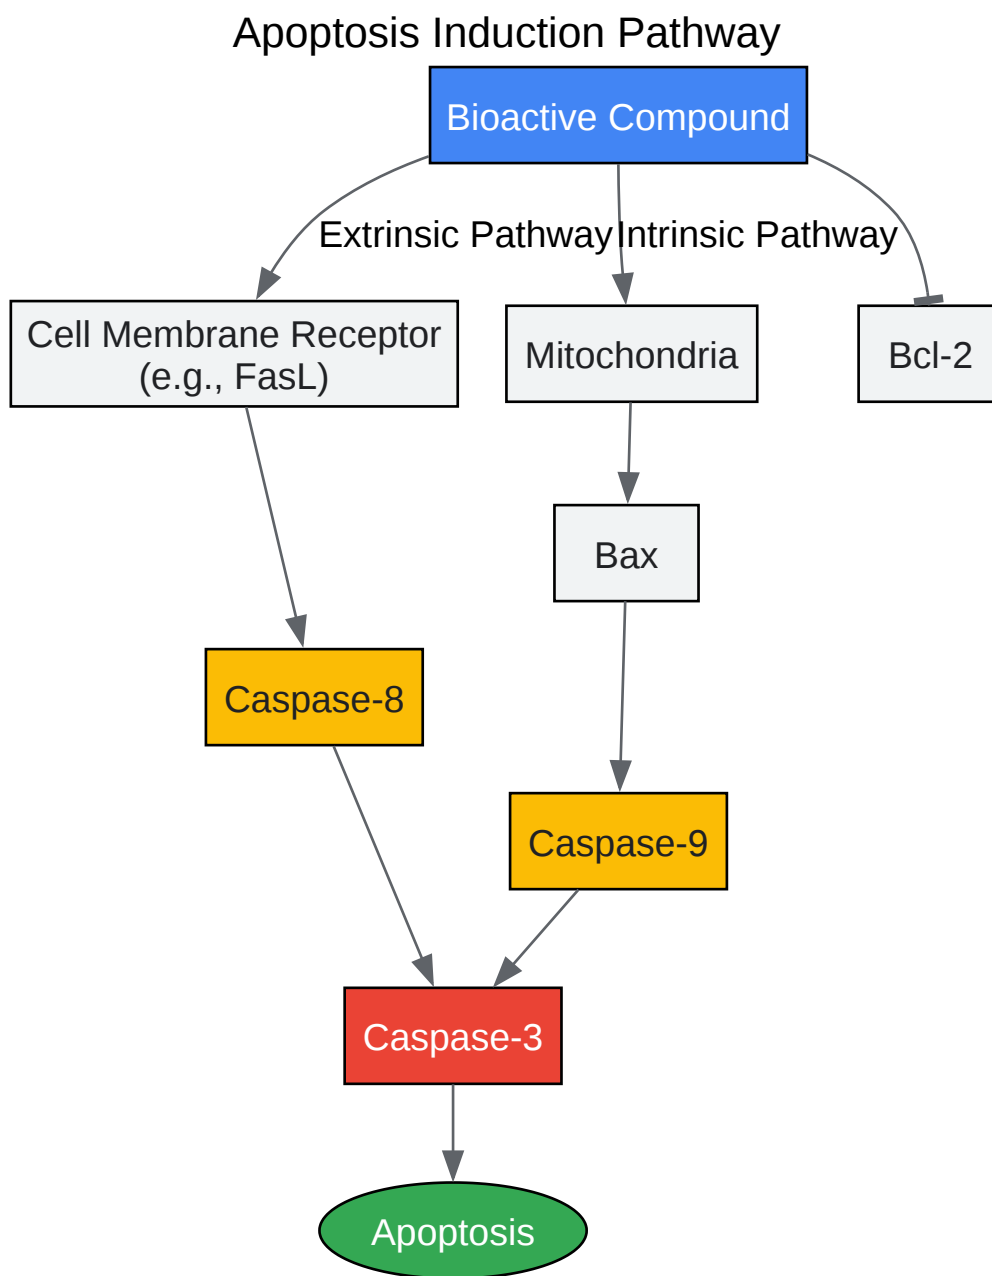 Apoptosis Induction Pathway
Bioactive Compound
Extrinsic Pathway
Intrinsic Pathway
Cell Membrane Receptor
(e.g., FasL)
Mitochondria
Bcl-2
Bax
Caspase-8
Caspase-9
Caspase-3
Apoptosis